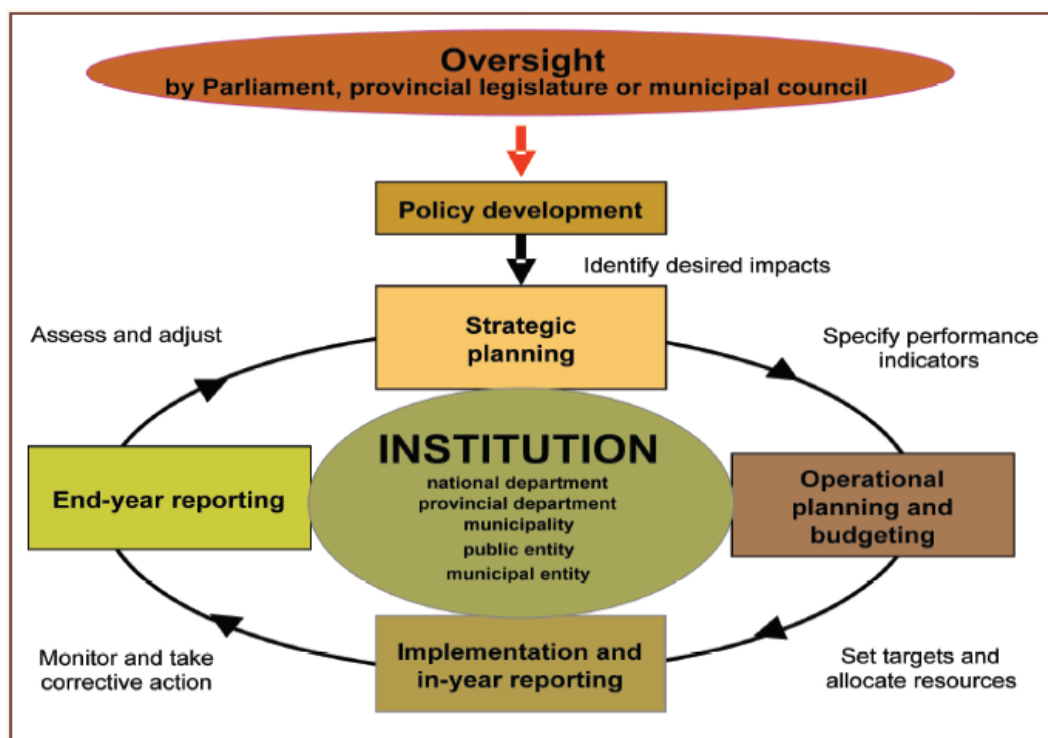 Oversight
by Parliament, provincial legislature or municipal council
Policy development
Identify desired impacts
Strategic
planning
Assess and adjust
Specify performance
indicators
INSTITUTION
national department
provincial department
municipality
public entity
municipal entity
End-year reporting
Operational
planning and
budgeting
Implementation and
in-year reporting
Monitor and take
corrective action
Set targets and
allocate resources